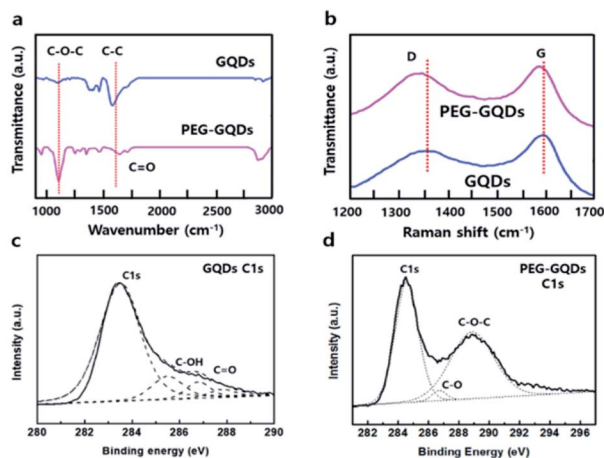 a
C-O-C C-C
GQDs
PEG-GQDs
C=O
Transmittance (a.u.)
1000 1500 2000 2500 3000
Wavenumber (cm⁻¹)
b
D G
PEG-GQDs
GQDs
Transmittance (a.u.)
1200 1300 1400 1500 1600 1700
Raman shift (cm⁻¹)
c
GQDs C1s
C1s
C-OH
C=O
Intensity (a.u.)
280 282 284 286 288 290
Binding energy (eV)
d
PEG-GQDs
C1s
C1s
C-O-C
C-O
Intensity (a.u.)
282 284 286 288 290 292 294 296
Binding Energy (eV)